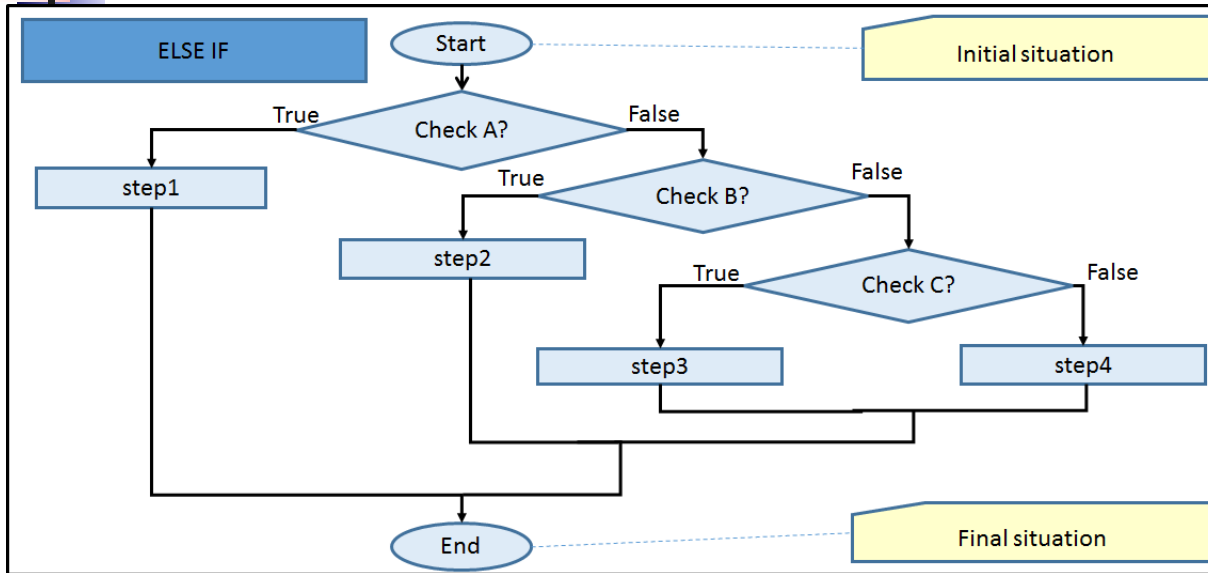 ELSE IF
Start
Initial situation
True
Check A?
False
step1
True
Check B?
False
step2
True
Check C?
False
step3
step4
End
Final situation